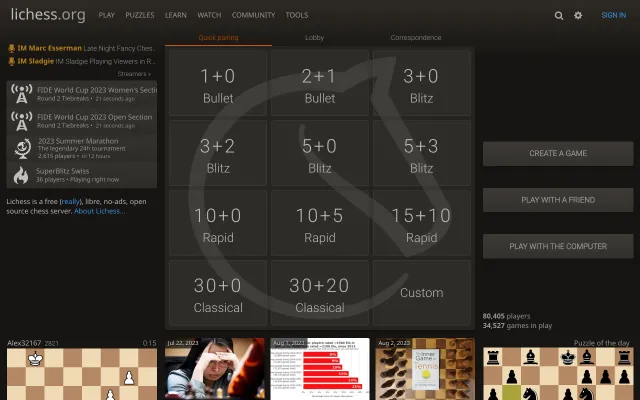 lichess.org PLAY PUZZLES LEARN WATCH COMMUNITY TOOLS SIGN IN
IM Marc Esserman Late Night Fancy Ches...
IM Sladgie !IM Sladgie Playing Viewers in R...
Streamers »
FIDE World Cup 2023 Women's Secti
Round 2 Tiebreaks • 21 seconds ago
FIDE World Cup 2023 Open Section
Round 2 Tiebreaks • 21 seconds ago
2023 Summer Marathon
The legendary 24h tournament
2,615 players • in 12 hours
SuperBlitz Swiss
36 players • Playing right now
Lichess is a free (really), libre, no-ads, open
source chess server. About Lichess...
Quick pairing Lobby Correspondence
1+0
Bullet
2+1
Bullet
3+0
Blitz
3+2
Blitz
5+0
Blitz
5+3
Blitz
10+0
Rapid
10+5
Rapid
15+10
Rapid
30+0
Classical
30+20
Classical
Custom
CREATE A GAME
PLAY WITH A FRIEND
PLAY WITH THE COMPUTER
80,405 players
34,527 games in play
Alex32167 2821 0:15
Jul 22, 2023
Aug 1, 2023
Aug 2, 2023
Inner
Game
Tennis
Puzzle of the day